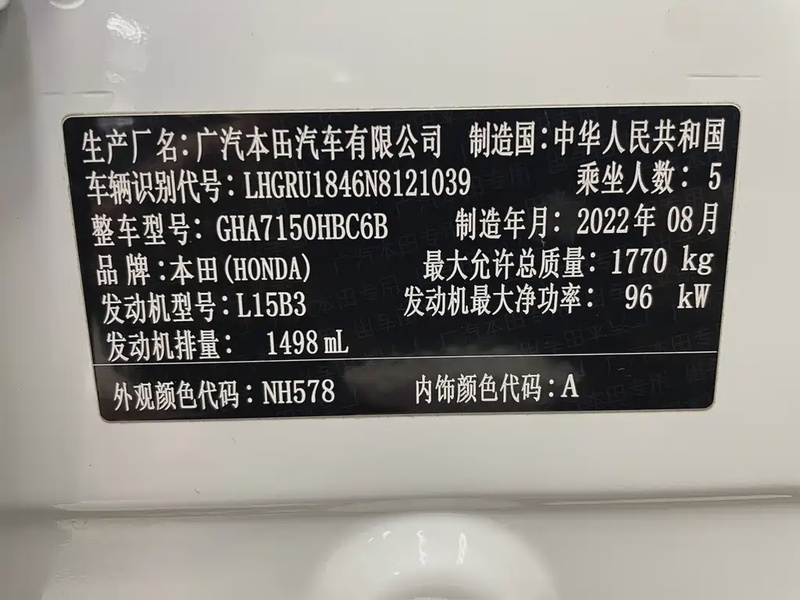 生产厂名:广汽本田汽车有限公司 制造国:中华人民共和国
车辆识别代号:LHGRU1846N8121039 乘坐人数:5
整车型号:GHA7150HBC6B 制造年月:2022年08月
品牌:本田(HONDA) 最大允许总质量:1770 kg
发动机型号:L15B3 发动机最大净功率:96 kW
发动机排量: 1498 mL
外观颜色代码:NH578 内饰颜色代码:A